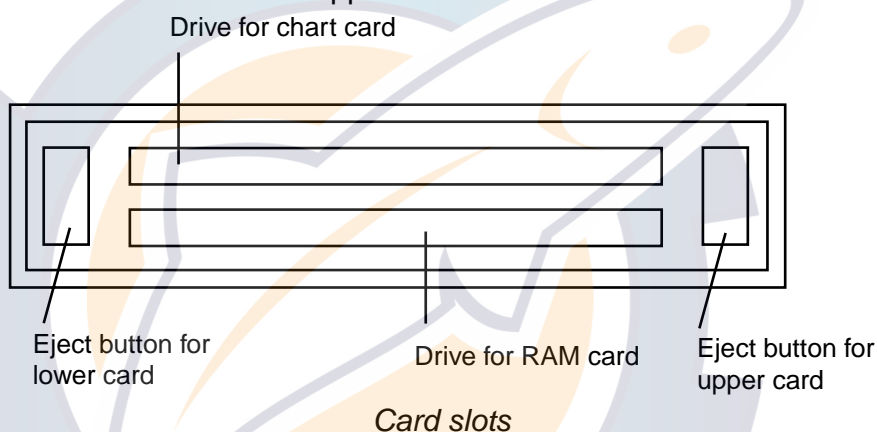 Drive for chart card
Eject button for
lower card
Drive for RAM card
Eject button for
upper card
Card slots